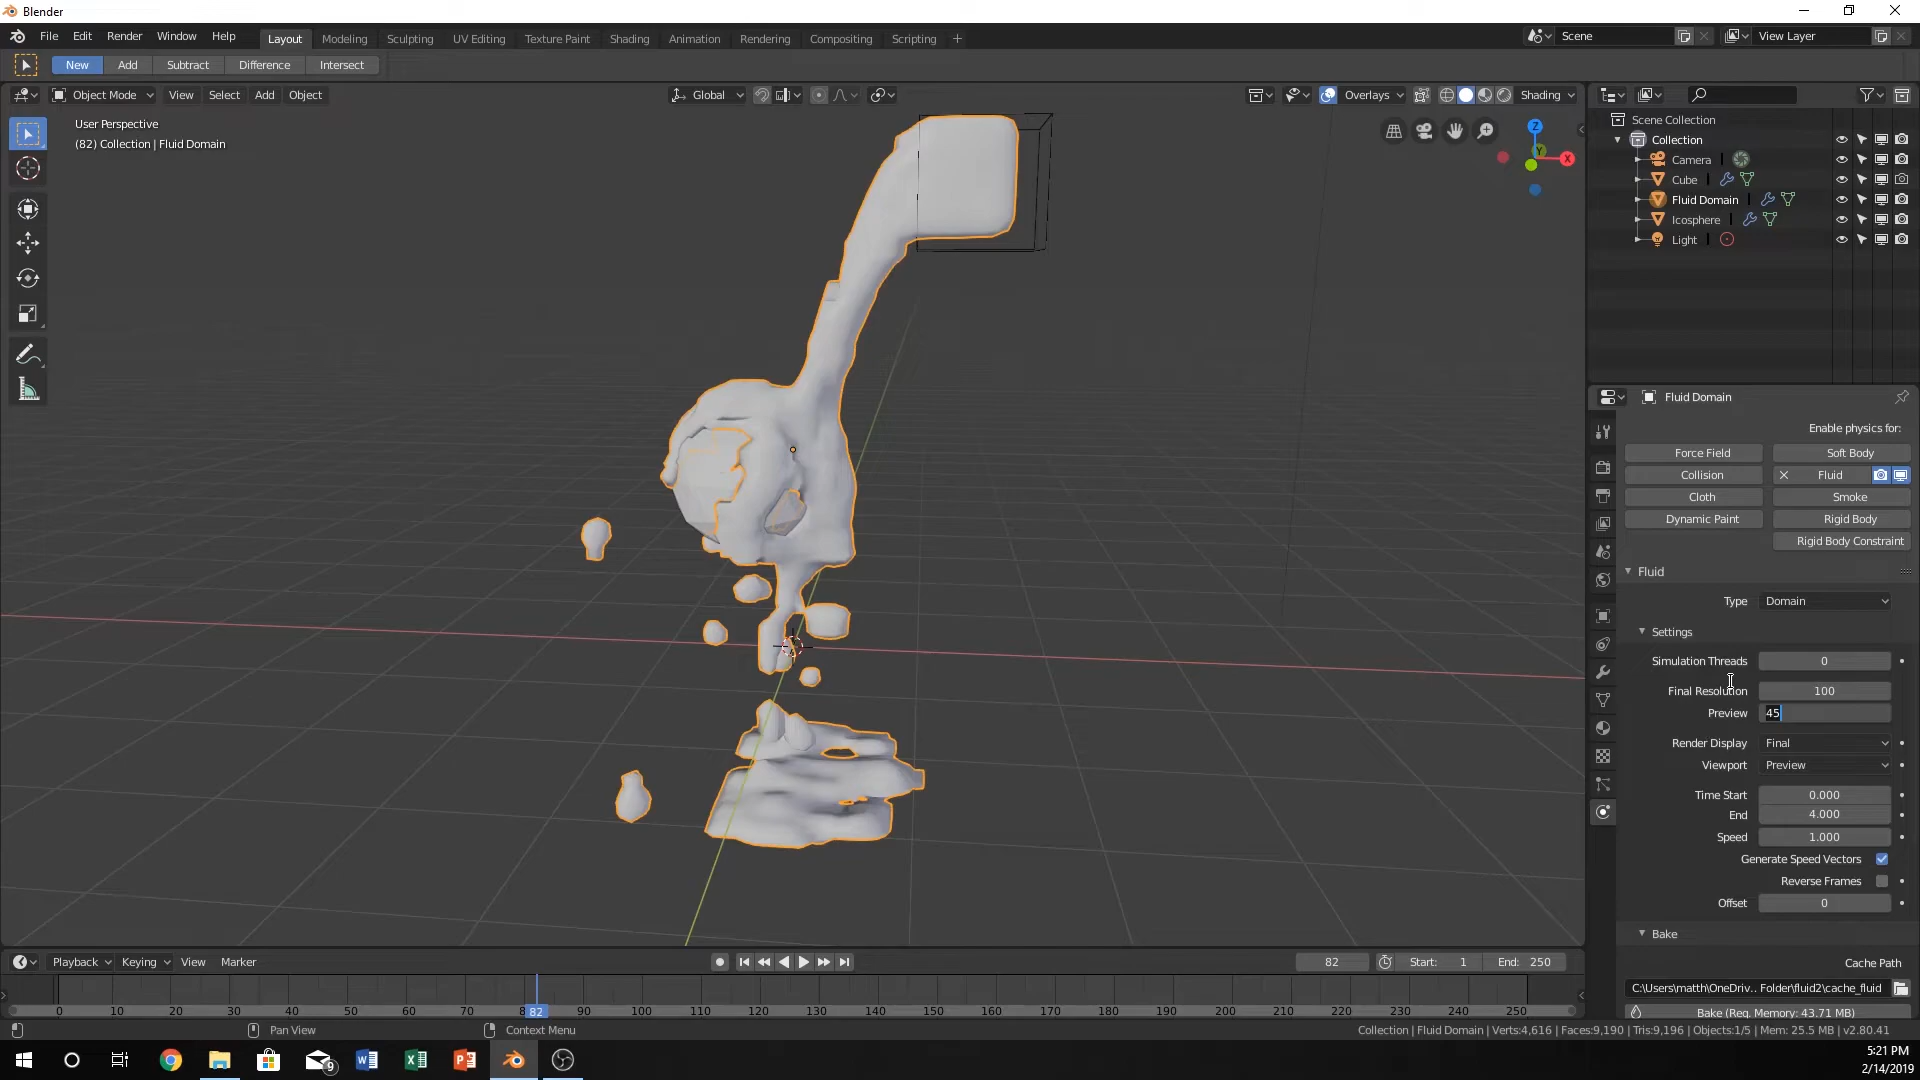 Blender
File Edit Render Window Help Layout Modeling Sculpting UV Editing Texture Paint Shading Animation Rendering Compositing Scripting + Scene View Layer
New Add Subtract Difference Intersect
Object Mode View Select Add Object Global Overlays Shading
User Perspective
(82) Collection | Fluid Domain
Z
Y
X
Scene Collection
Collection
Camera
Cube
Fluid Domain
Icosphere
Light
Fluid Domain
Enable physics for:
Force Field Soft Body
Collision Fluid
Cloth Smoke
Dynamic Paint Rigid Body
Rigid Body Constraint
Fluid
Type Domain
Settings
Simulation Threads 0
Final Resolution 100
Preview 45
Render Display Final
Viewport Preview
Time Start 0.000
End 4.000
Speed 1.000
Generate Speed Vectors
Reverse Frames
Offset 0
Bake
Cache Path
C:\Users\matth\OneDriv.. Folder\fluid2\cache_fluid
Bake (Req. Memory: 43.71 MB)
Playback Keying View Marker 82 Start: 1 End: 250
0 10 20 30 40 50 60 70 8 82 90 100 110 120 130 140 150 160 170 180 190 200 210 220 230 240 250
Pan View Context Menu Collection | Fluid Domain | Verts:4,616 | Faces:9,190 | Tris:9,196 | Objects:1/5 | Mem: 25.5 MB | v2.80.41
9
5:21 PM
2/14/2019